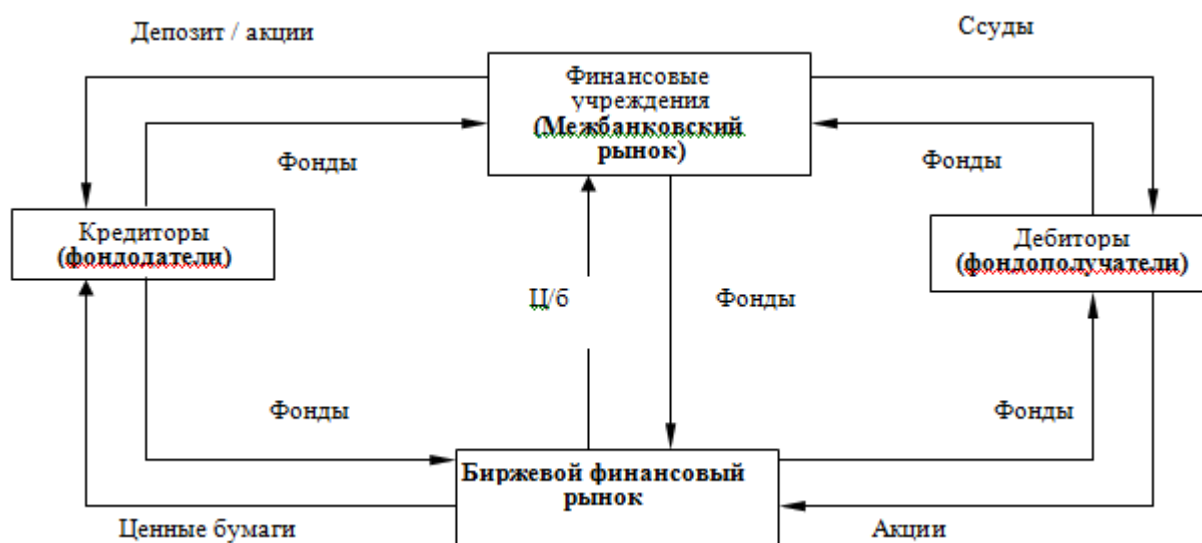 Депозит / акции
Ссуды
Финансовые
учреждения
(Межбанковский
рынок)
Фонды
Фонды
Кредиторы
(фондодатели)
Дебиторы
(фондополучатели)
Ц/б
Фонды
Фонды
Фонды
Биржевой финансовый
рынок
Ценные бумаги
Акции